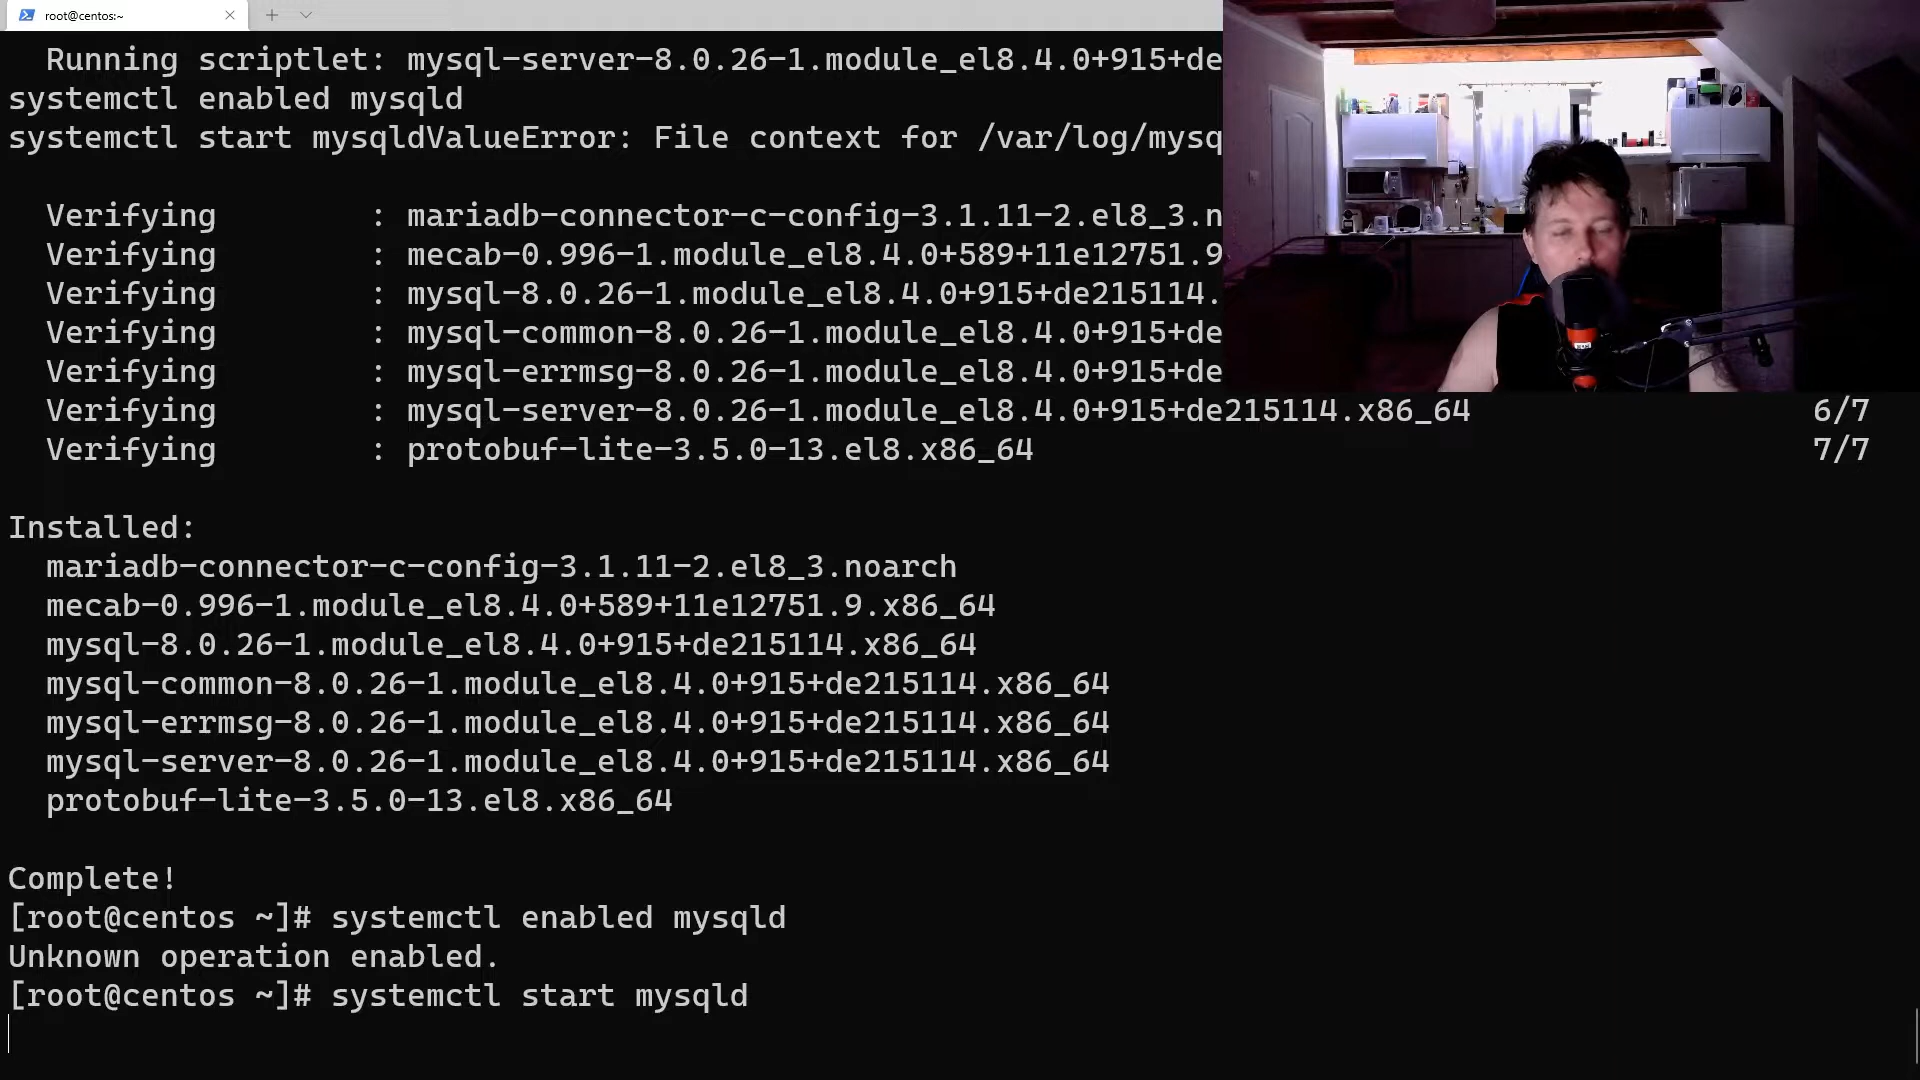 root@centos:~
Running scriptlet: mysql-server-8.0.26-1.module_el8.4.0+915+de
systemctl enabled mysqld
systemctl start mysqldValueError: File context for /var/log/mysq
Verifying : mariadb-connector-c-config-3.1.11-2.el8_3.n
Verifying : mecab-0.996-1.module_el8.4.0+589+11e12751.9
Verifying : mysql-8.0.26-1.module_el8.4.0+915+de215114.
Verifying : mysql-common-8.0.26-1.module_el8.4.0+915+de
Verifying : mysql-errmsg-8.0.26-1.module_el8.4.0+915+de
Verifying : mysql-server-8.0.26-1.module_el8.4.0+915+de215114.x86_64 6/7
Verifying : protobuf-lite-3.5.0-13.el8.x86_64 7/7
Installed:
mariadb-connector-c-config-3.1.11-2.el8_3.noarch
mecab-0.996-1.module_el8.4.0+589+11e12751.9.x86_64
mysql-8.0.26-1.module_el8.4.0+915+de215114.x86_64
mysql-common-8.0.26-1.module_el8.4.0+915+de215114.x86_64
mysql-errmsg-8.0.26-1.module_el8.4.0+915+de215114.x86_64
mysql-server-8.0.26-1.module_el8.4.0+915+de215114.x86_64
protobuf-lite-3.5.0-13.el8.x86_64
Complete!
[root@centos ~]# systemctl enabled mysqld
Unknown operation enabled.
[root@centos ~]# systemctl start mysqld